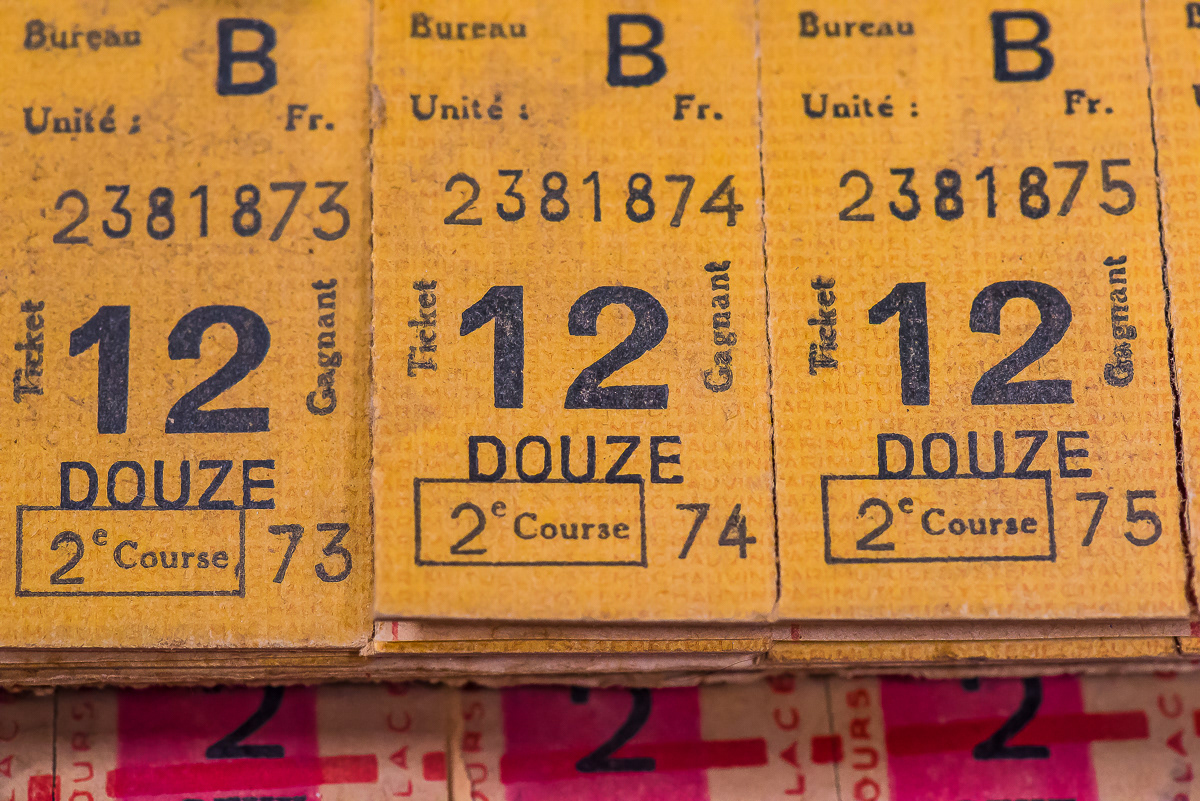 Bureau B
Unité : Fr.
2381873
Ticket 12 Gagnant
DOUZE
2e Course 73
Bureau B
Unité : Fr.
2381874
Ticket 12 Gagnant
DOUZE
2e Course 74
Bureau B
Unité : Fr.
2381875
Ticket 12 Gagnant
DOUZE
2e Course 75
2
2
2